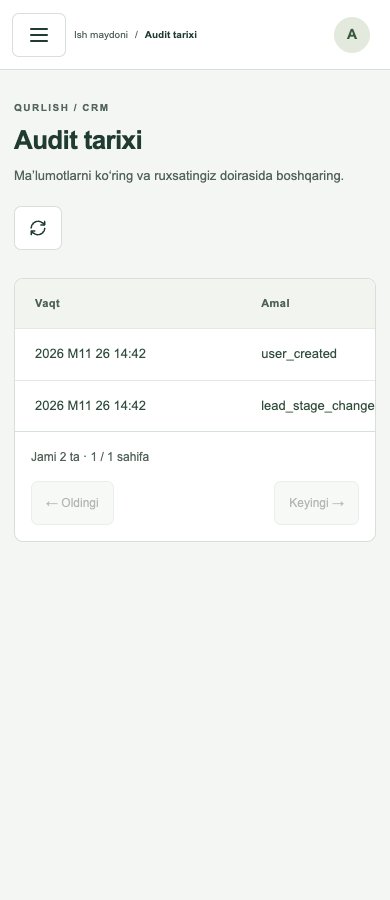 Ish maydoni / Audit tarixi
A
QURLISH / CRM
Audit tarixi
Ma'lumotlarni ko‘ring va ruxsatingiz doirasida boshqaring.
Vaqt Amal
2026 M11 26 14:42 user_created
2026 M11 26 14:42 lead_stage_change
Jami 2 ta · 1 / 1 sahifa
← Oldingi Keyingi →